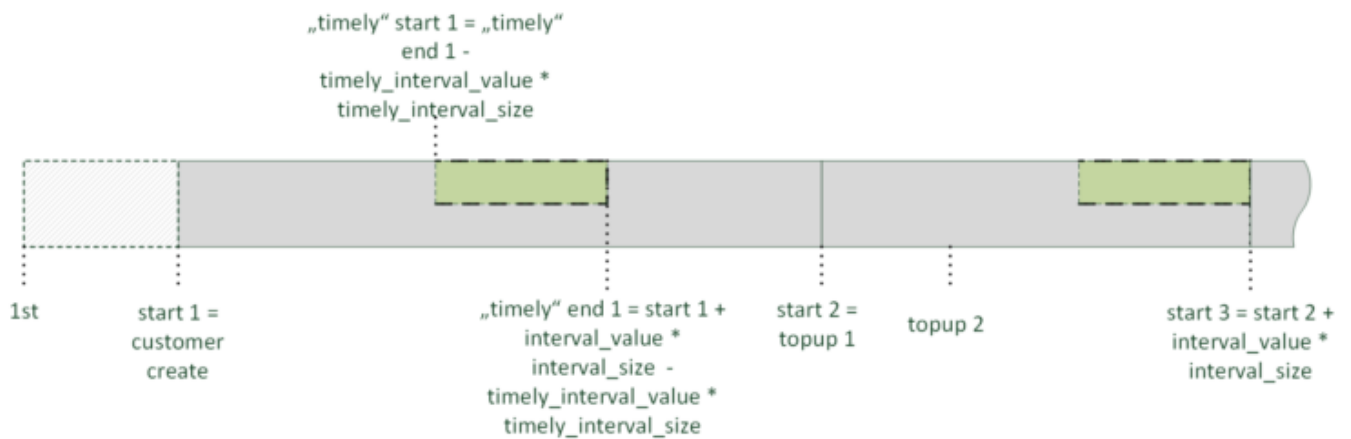 „timely“ start 1 = „timely“
end 1 -
timely_interval_value *
timely_interval_size
1st
start 1 =
customer
create
„timely“ end 1 = start 1 +
interval_value *
interval_size -
timely_interval_value *
timely_interval_size
start 2 =
topup 1
topup 2
start 3 = start 2 +
interval_value *
interval_size